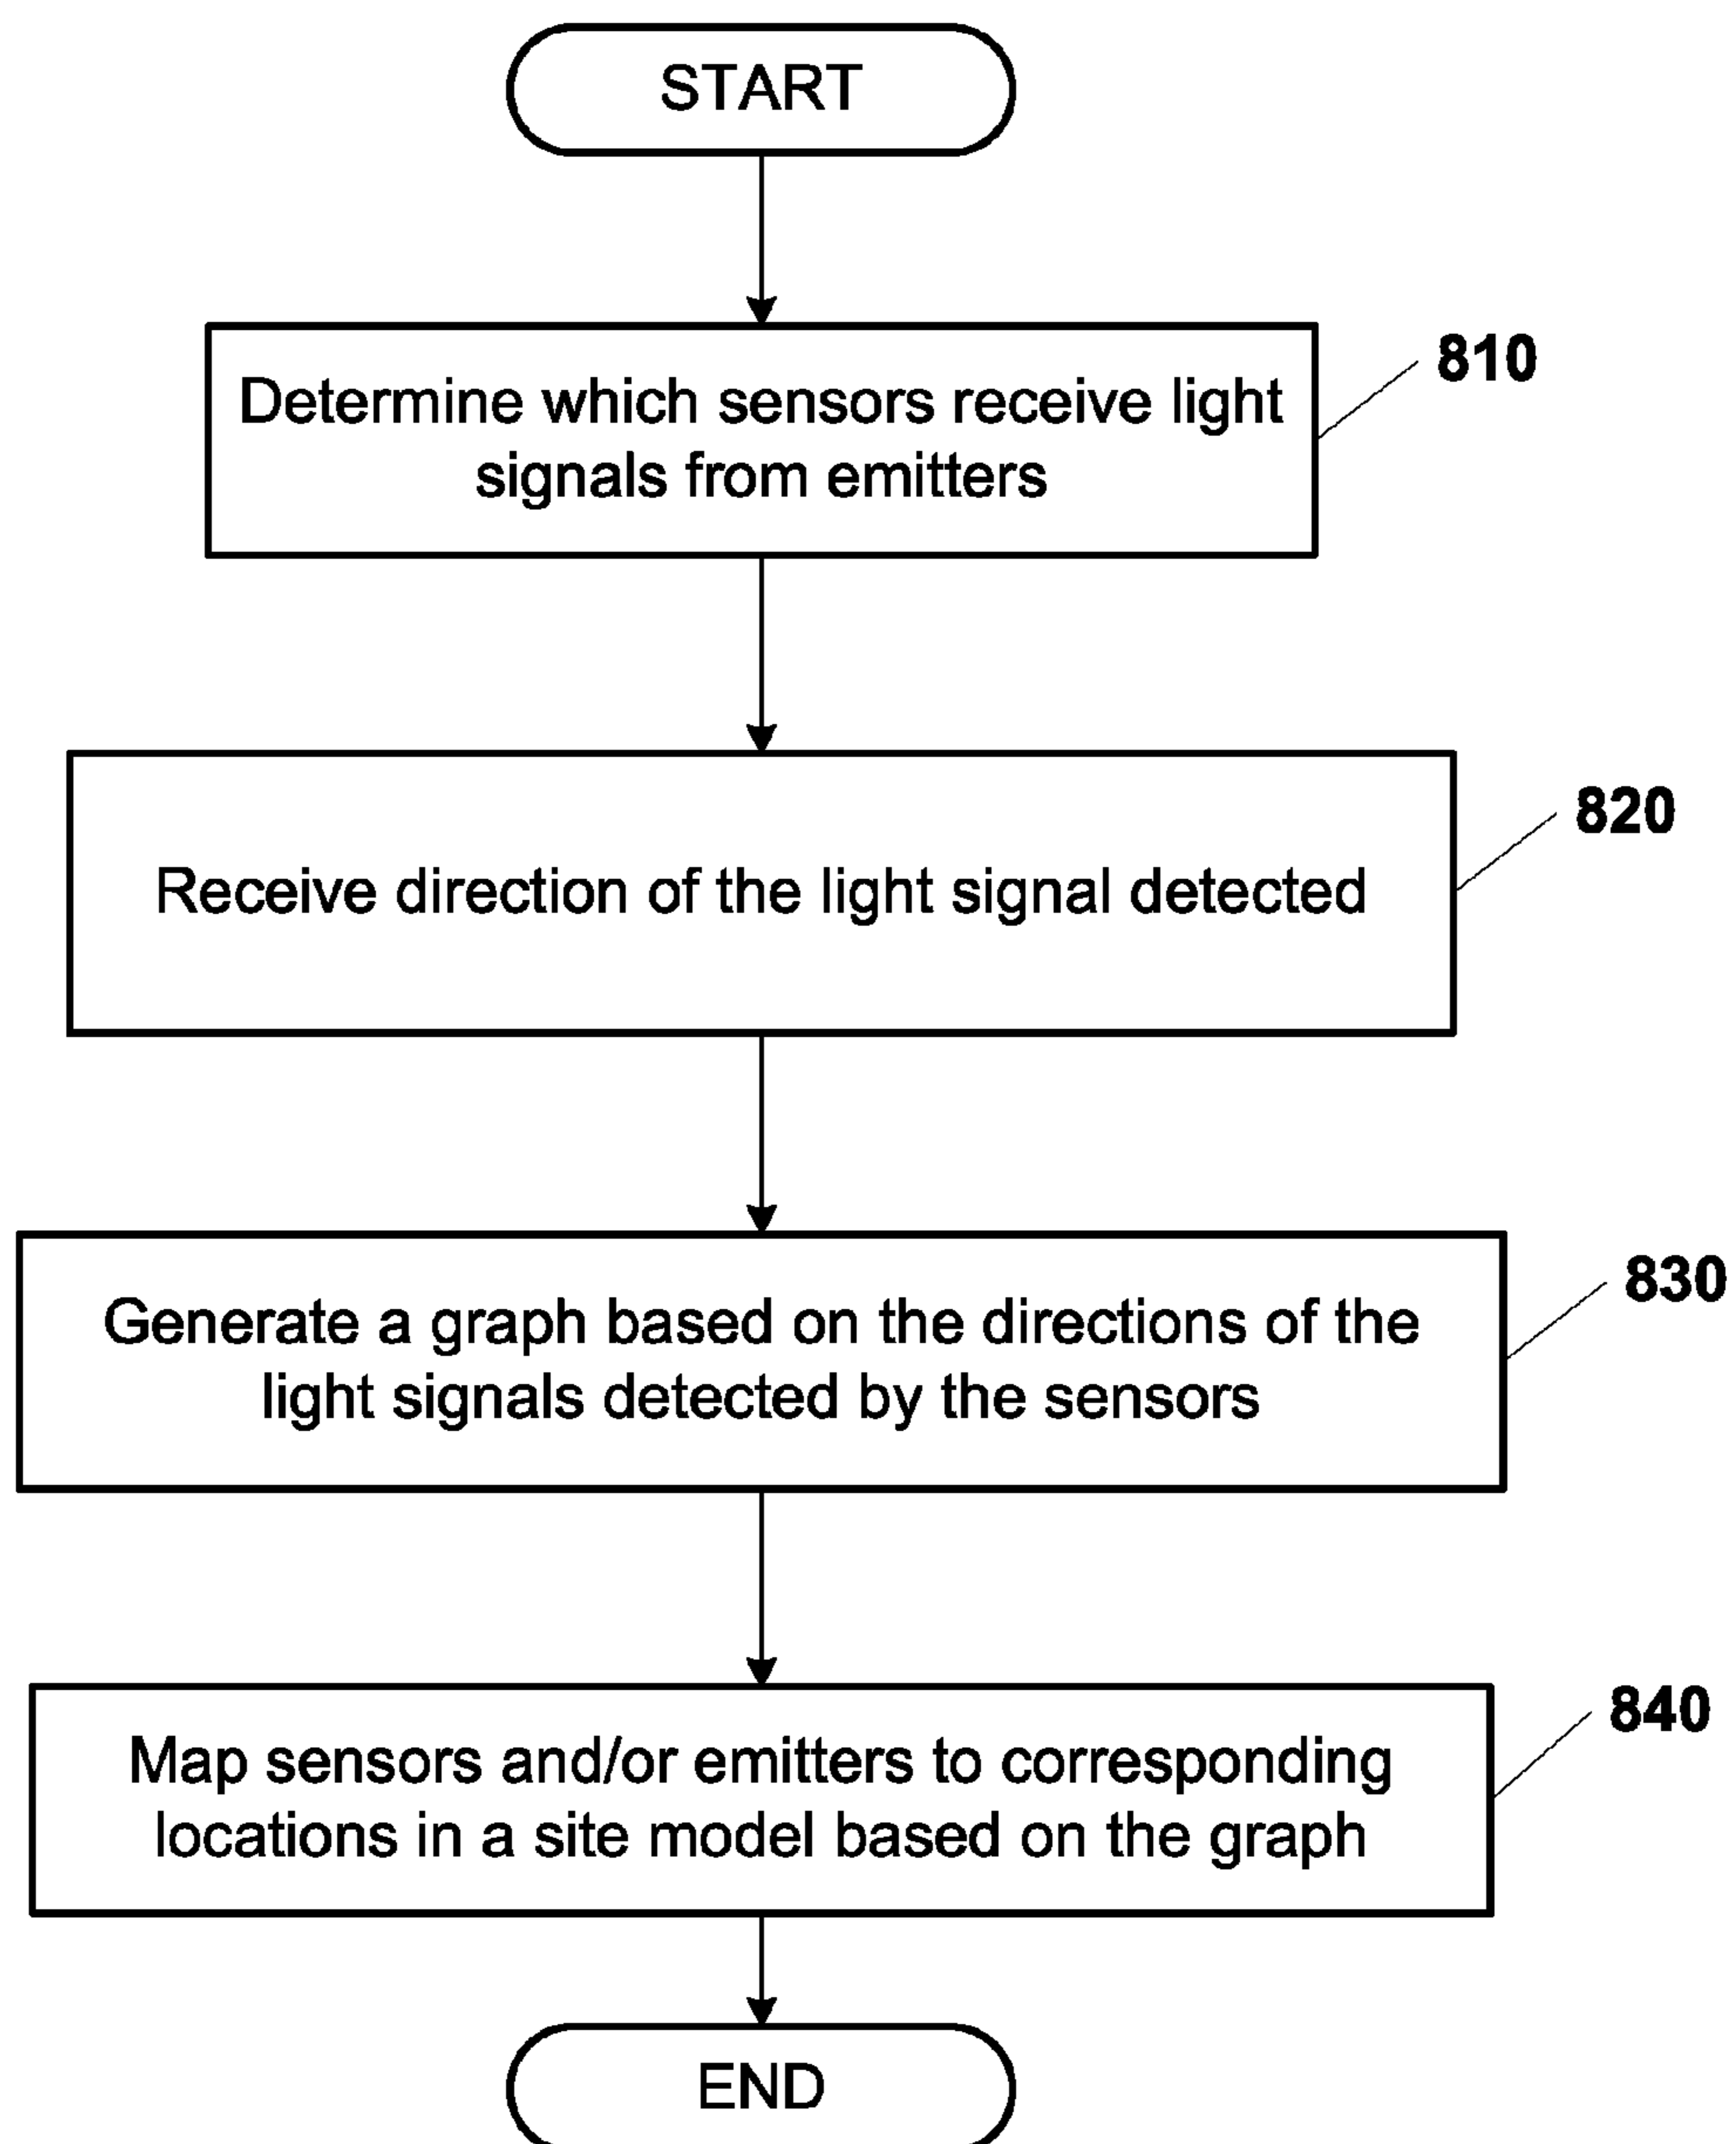 START
Determine which sensors receive light
signals from emitters
810
Receive direction of the light signal detected
820
Generate a graph based on the directions of the
light signals detected by the sensors
830
Map sensors and/or emitters to corresponding
locations in a site model based on the graph
840
END